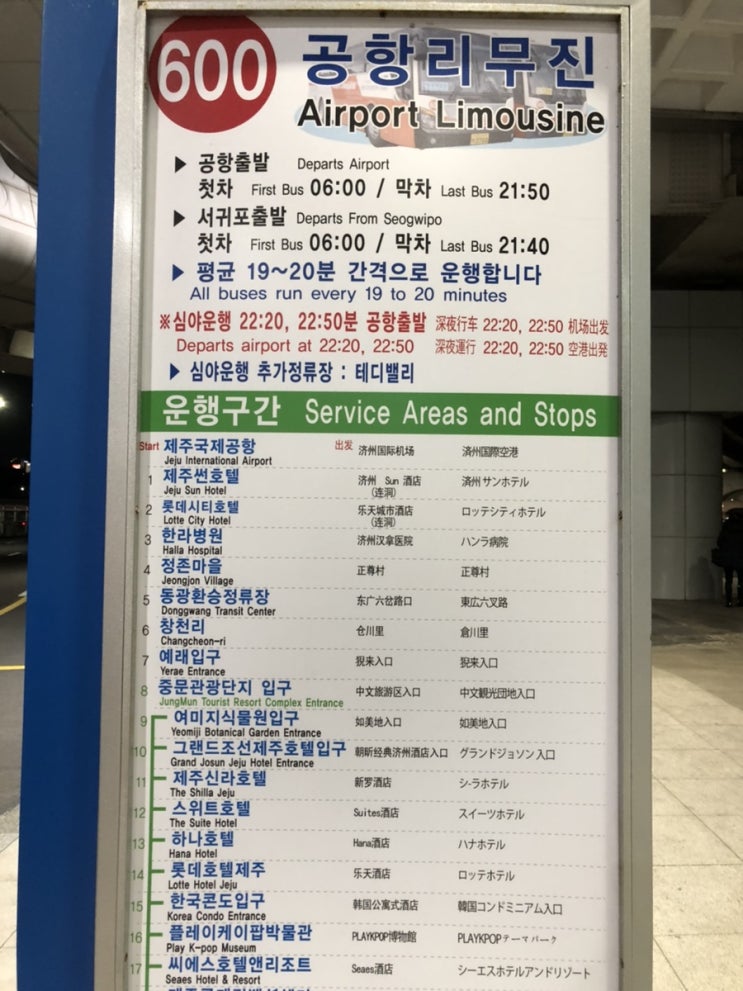 600 공항리무진
Airport Limousine
▶ 공항출발 Departs Airport
첫차 First Bus 06:00 / 막차 Last Bus 21:50
▶ 서귀포출발 Departs From Seogwipo
첫차 First Bus 06:00 / 막차 Last Bus 21:40
▶ 평균 19~20분 간격으로 운행합니다
All buses run every 19 to 20 minutes
※심야운행 22:20, 22:50분 공항출발 深夜行车 22:20, 22:50 机场出发
Departs airport at 22:20, 22:50 深夜運行 22:20, 22:50 空港出発
▶ 심야운행 추가정류장 : 테디밸리
운행구간 Service Areas and Stops
Start 제주국제공항 出发 济州国际机场 済州国際空港
Jeju International Airport
1 제주썬호텔 济州 Sun 酒店 済州 サンホテル
Jeju Sun Hotel (连洞)
2 롯데시티호텔 乐天城市酒店 ロッテシティホテル
Lotte City Hotel (连洞)
3 한라병원 济州汉拿医院 ハンラ病院
Halla Hospital
4 정존마을 正尊村 正尊村
Jeongjon Village
5 동광환승정류장 东广六岔路口 東広六叉路
Donggwang Transit Center
6 창천리 仓川里 倉川里
Changcheon-ri
7 예래입구 猊来入口 猊来入口
Yerae Entrance
8 중문관광단지 입구 中文旅游区入口 中文観光団地入口
JungMun Tourist Resort Complex Entrance
9 여미지식물원입구 如美地入口 如美地入口
Yeomiji Botanical Garden Entrance
10 그랜드조선제주호텔입구 朝昕经典济州酒店入口 グランドジョソン 入口
Grand Josun Jeju Hotel Entrance
11 제주신라호텔 新罗酒店 シ-ラホテル
The Shilla Jeju
12 스위트호텔 Suites酒店 スイーツホテル
The Suite Hotel
13 하나호텔 Hana酒店 ハナホテル
Hana Hotel
14 롯데호텔제주 乐天酒店 ロッテホテル
Lotte Hotel Jeju
15 한국콘도입구 韩国公寓式酒店 韓国コンドミニアム入口
Korea Condo Entrance
16 플레이케이팝박물관 PLAYKPOP博物館 PLAYKPOPテーマパーク
Play K-pop Museum
17 씨에스호텔앤리조트 Seaes酒店 シーエスホテルアンドリゾート
Seaes Hotel & Resort